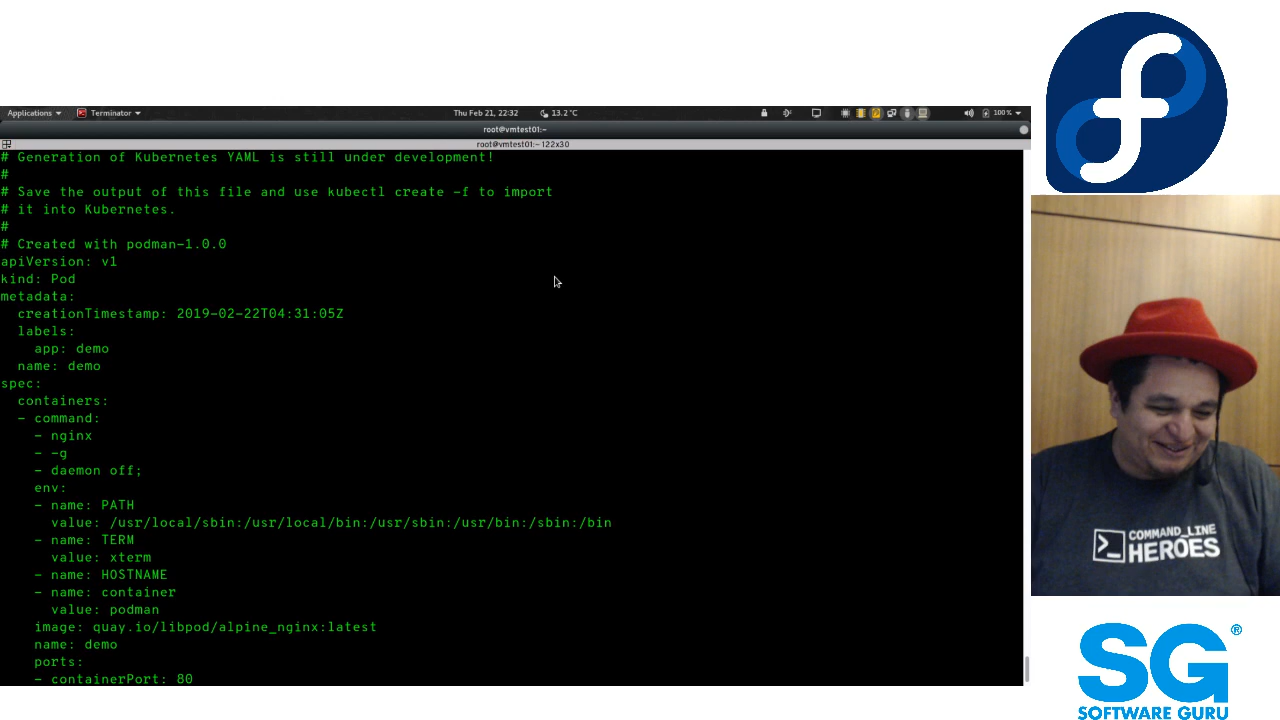 Applications
Terminator
Thu Feb 21, 22:32
13.2°C
100%
root@vmtest01:~
root@vmtest01:~ 122x30
# Generation of Kubernetes YAML is still under development!
#
# Save the output of this file and use kubectl create -f to import
# it into Kubernetes.
#
# Created with podman-1.0.0
apiVersion: v1
kind: Pod
metadata:
  creationTimestamp: 2019-02-22T04:31:05Z
  labels:
    app: demo
  name: demo
spec:
  containers:
  - command:
    - nginx
    - -g
    - daemon off;
    env:
    - name: PATH
      value: /usr/local/sbin:/usr/local/bin:/usr/sbin:/usr/bin:/sbin:/bin
    - name: TERM
      value: xterm
    - name: HOSTNAME
    - name: container
      value: podman
    image: quay.io/libpod/alpine_nginx:latest
    name: demo
    ports:
    - containerPort: 80
>_ COMMAND_LINE
HEROES
SG®
SOFTWARE GURU